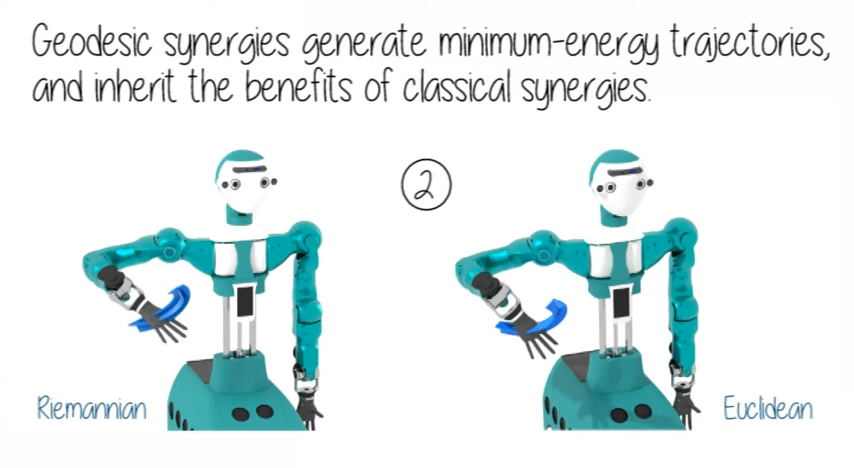 Geodesic synergies generate minimum-energy trajectories,
and inherit the benefits of classical synergies.
2
Riemannian
Euclidean